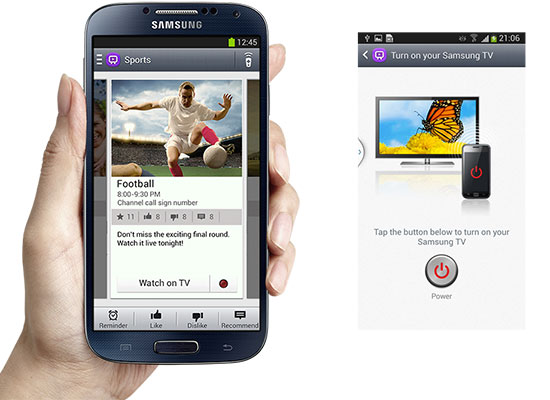 SAMSUNG
12:45
Sports
Football
8:00-9:30 PM
Channel call sign number
11 8 8 8
Don't miss the exciting final round.
Watch it live tonight!
Watch on TV
Reminder Like Dislike Recommend
21:06
Turn on your Samsung TV
Tap the button below to turn on your
Samsung TV
Power